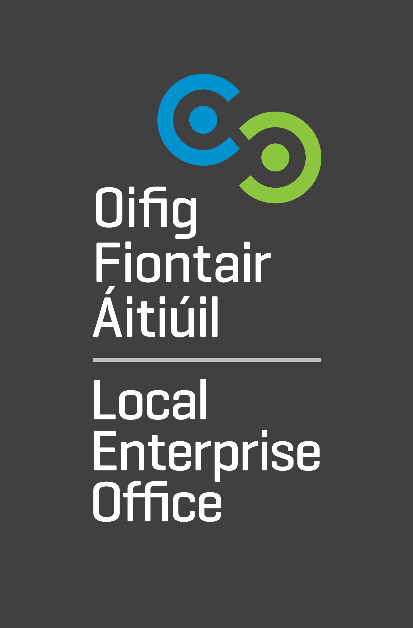 Oifig
Fiontair
Áitiúil
Local
Enterprise
Office